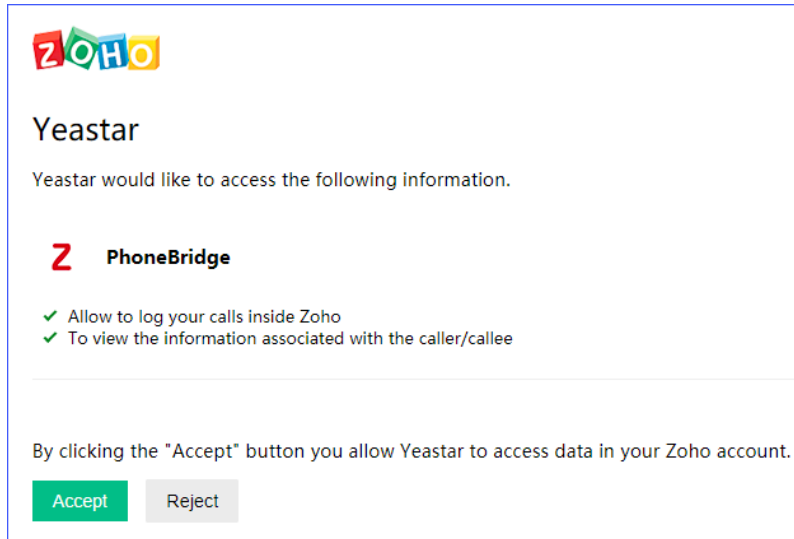 ZOHO
Yeastar
Yeastar would like to access the following information.
Z PhoneBridge
Allow to log your calls inside Zoho
To view the information associated with the caller/callee
By clicking the "Accept" button you allow Yeastar to access data in your Zoho account.
Accept Reject